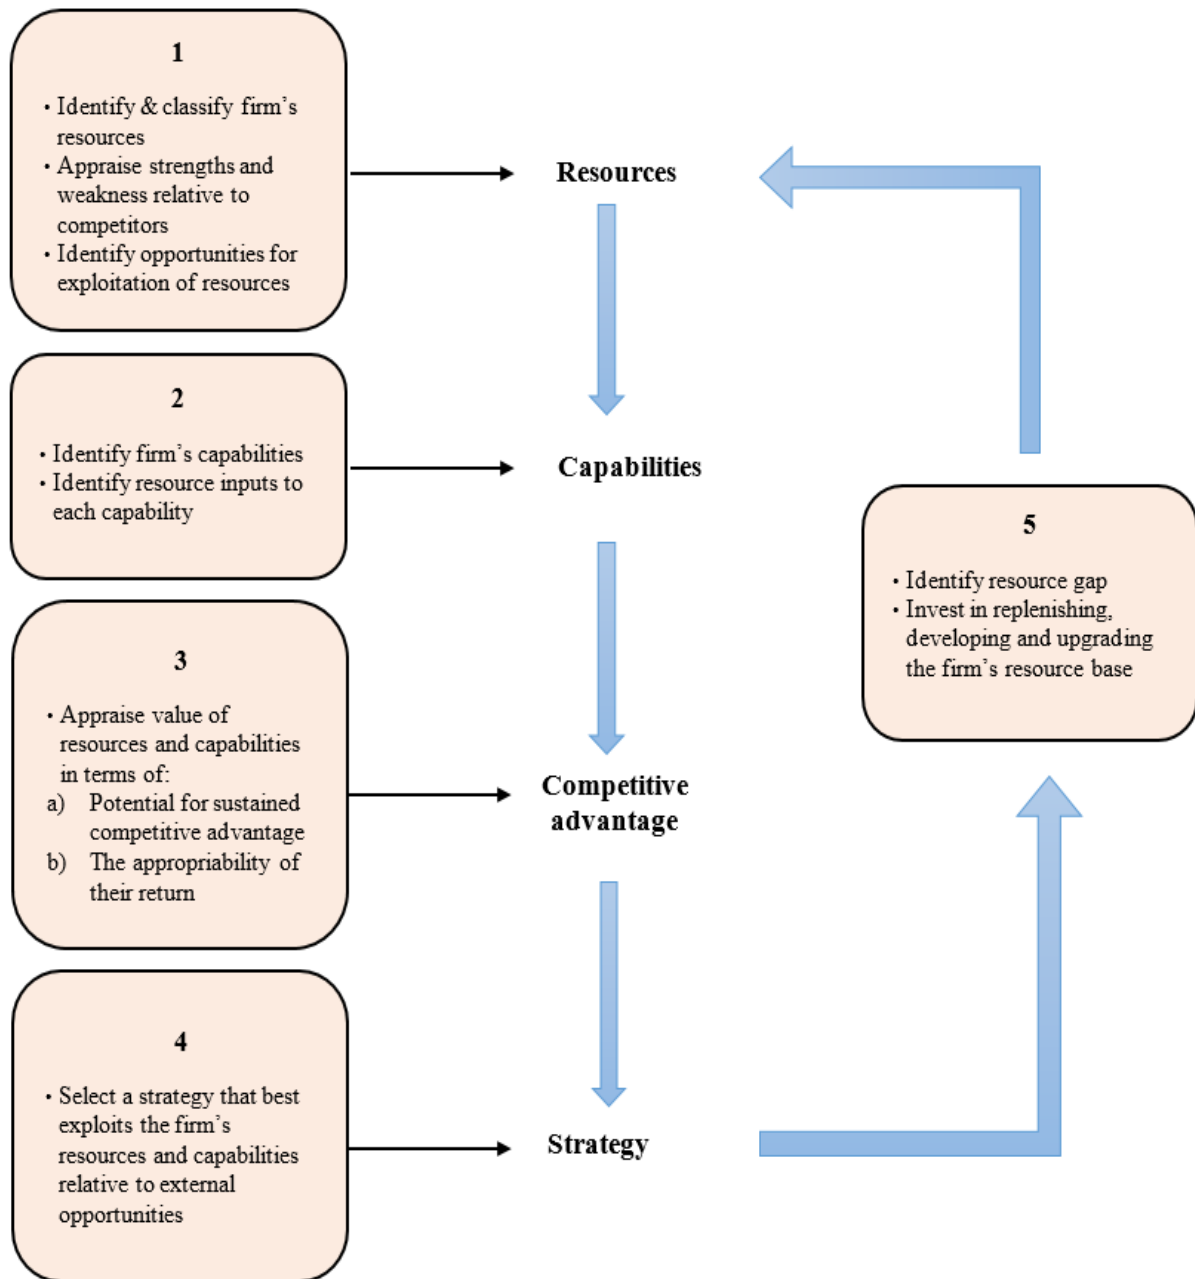 1
• Identify & classify firm’s
resources
• Appraise strengths and
weakness relative to
competitors
• Identify opportunities for
exploitation of resources
Resources
2
• Identify firm’s capabilities
• Identify resource inputs to
each capability
Capabilities
3
• Appraise value of
resources and capabilities
in terms of:
a) Potential for sustained
competitive advantage
b) The appropriability of
their return
Competitive
advantage
4
• Select a strategy that best
exploits the firm’s
resources and capabilities
relative to external
opportunities
Strategy
5
• Identify resource gap
• Invest in replenishing,
developing and upgrading
the firm’s resource base